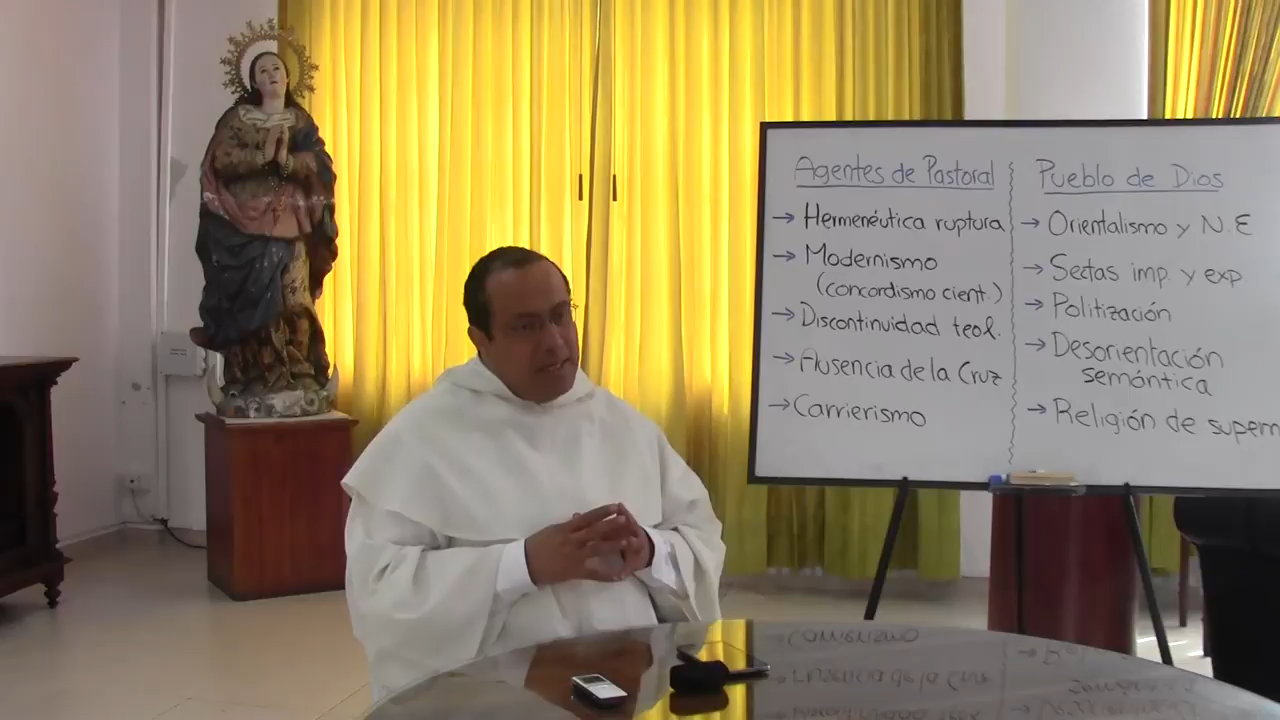 Agentes de Pastoral
→ Hermenéutica ruptura
→ Modernismo
(concordismo cient.)
→ Discontinuidad teol.
→ Ausencia de la Cruz
→ Carrierismo
Pueblo de Dios
→ Orientalismo y N.E
→ Sectas imp. y exp
→ Politización
→ Desorientación
semántica
→ Religión de superm